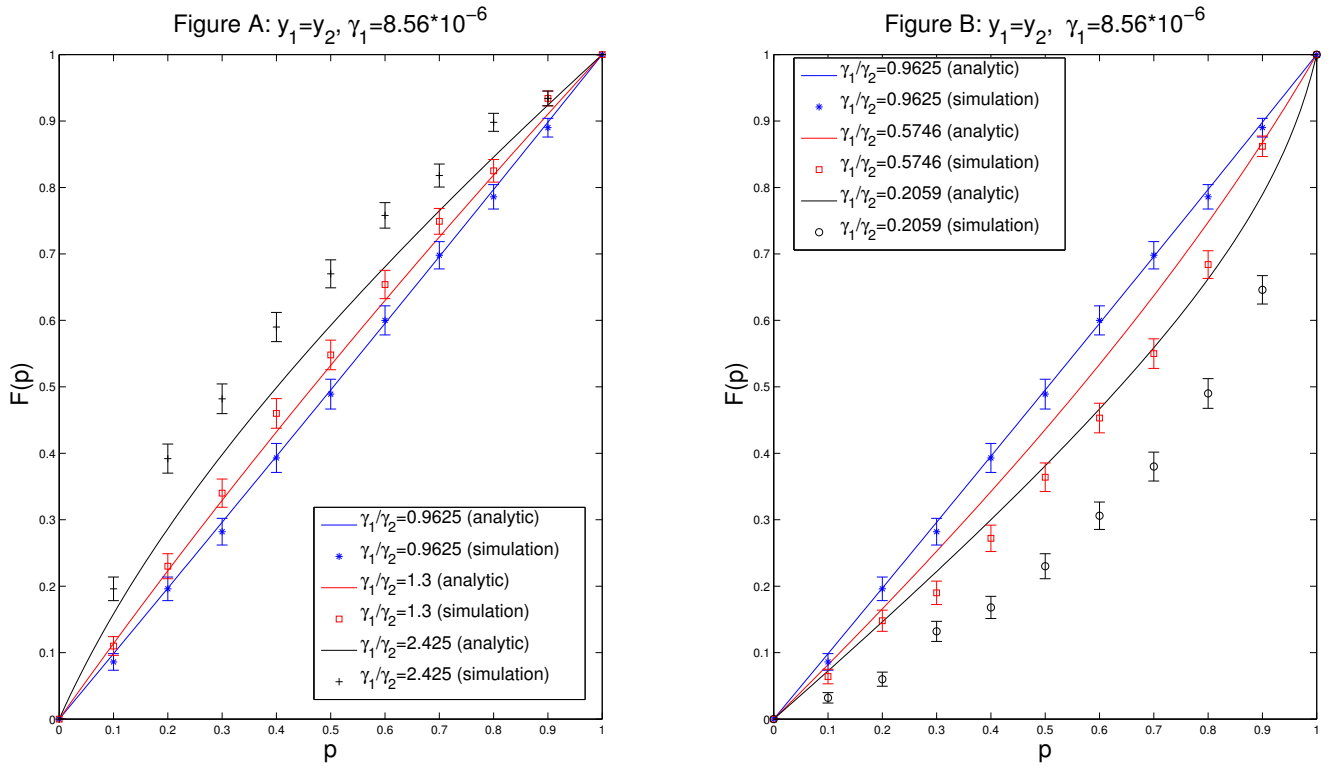 Figure A: y₁=y₂, γ₁=8.56*10⁻⁶
F(p)
1
0.9
0.8
0.7
0.6
0.5
0.4
0.3
0.2
0.1
0
γ₁/γ₂=0.9625 (analytic)
γ₁/γ₂=0.9625 (simulation)
γ₁/γ₂=1.3 (analytic)
γ₁/γ₂=1.3 (simulation)
γ₁/γ₂=2.425 (analytic)
γ₁/γ₂=2.425 (simulation)
0 0.1 0.2 0.3 0.4 0.5 0.6 0.7 0.8 0.9 1
p
Figure B: y₁=y₂, γ₁=8.56*10⁻⁶
F(p)
1
0.9
0.8
0.7
0.6
0.5
0.4
0.3
0.2
0.1
0
γ₁/γ₂=0.9625 (analytic)
γ₁/γ₂=0.9625 (simulation)
γ₁/γ₂=0.5746 (analytic)
γ₁/γ₂=0.5746 (simulation)
γ₁/γ₂=0.2059 (analytic)
γ₁/γ₂=0.2059 (simulation)
0 0.1 0.2 0.3 0.4 0.5 0.6 0.7 0.8 0.9 1
p